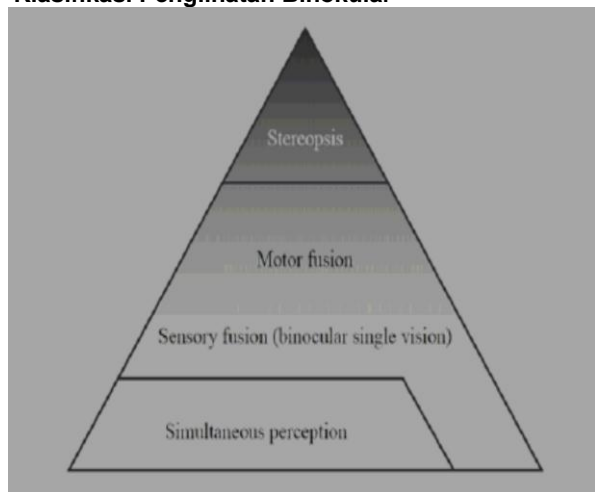 Klasifikasi Penglihatan Binokular
Stereopsis
Motor fusion
Sensory fusion (binocular single vision)
Simultaneous perception